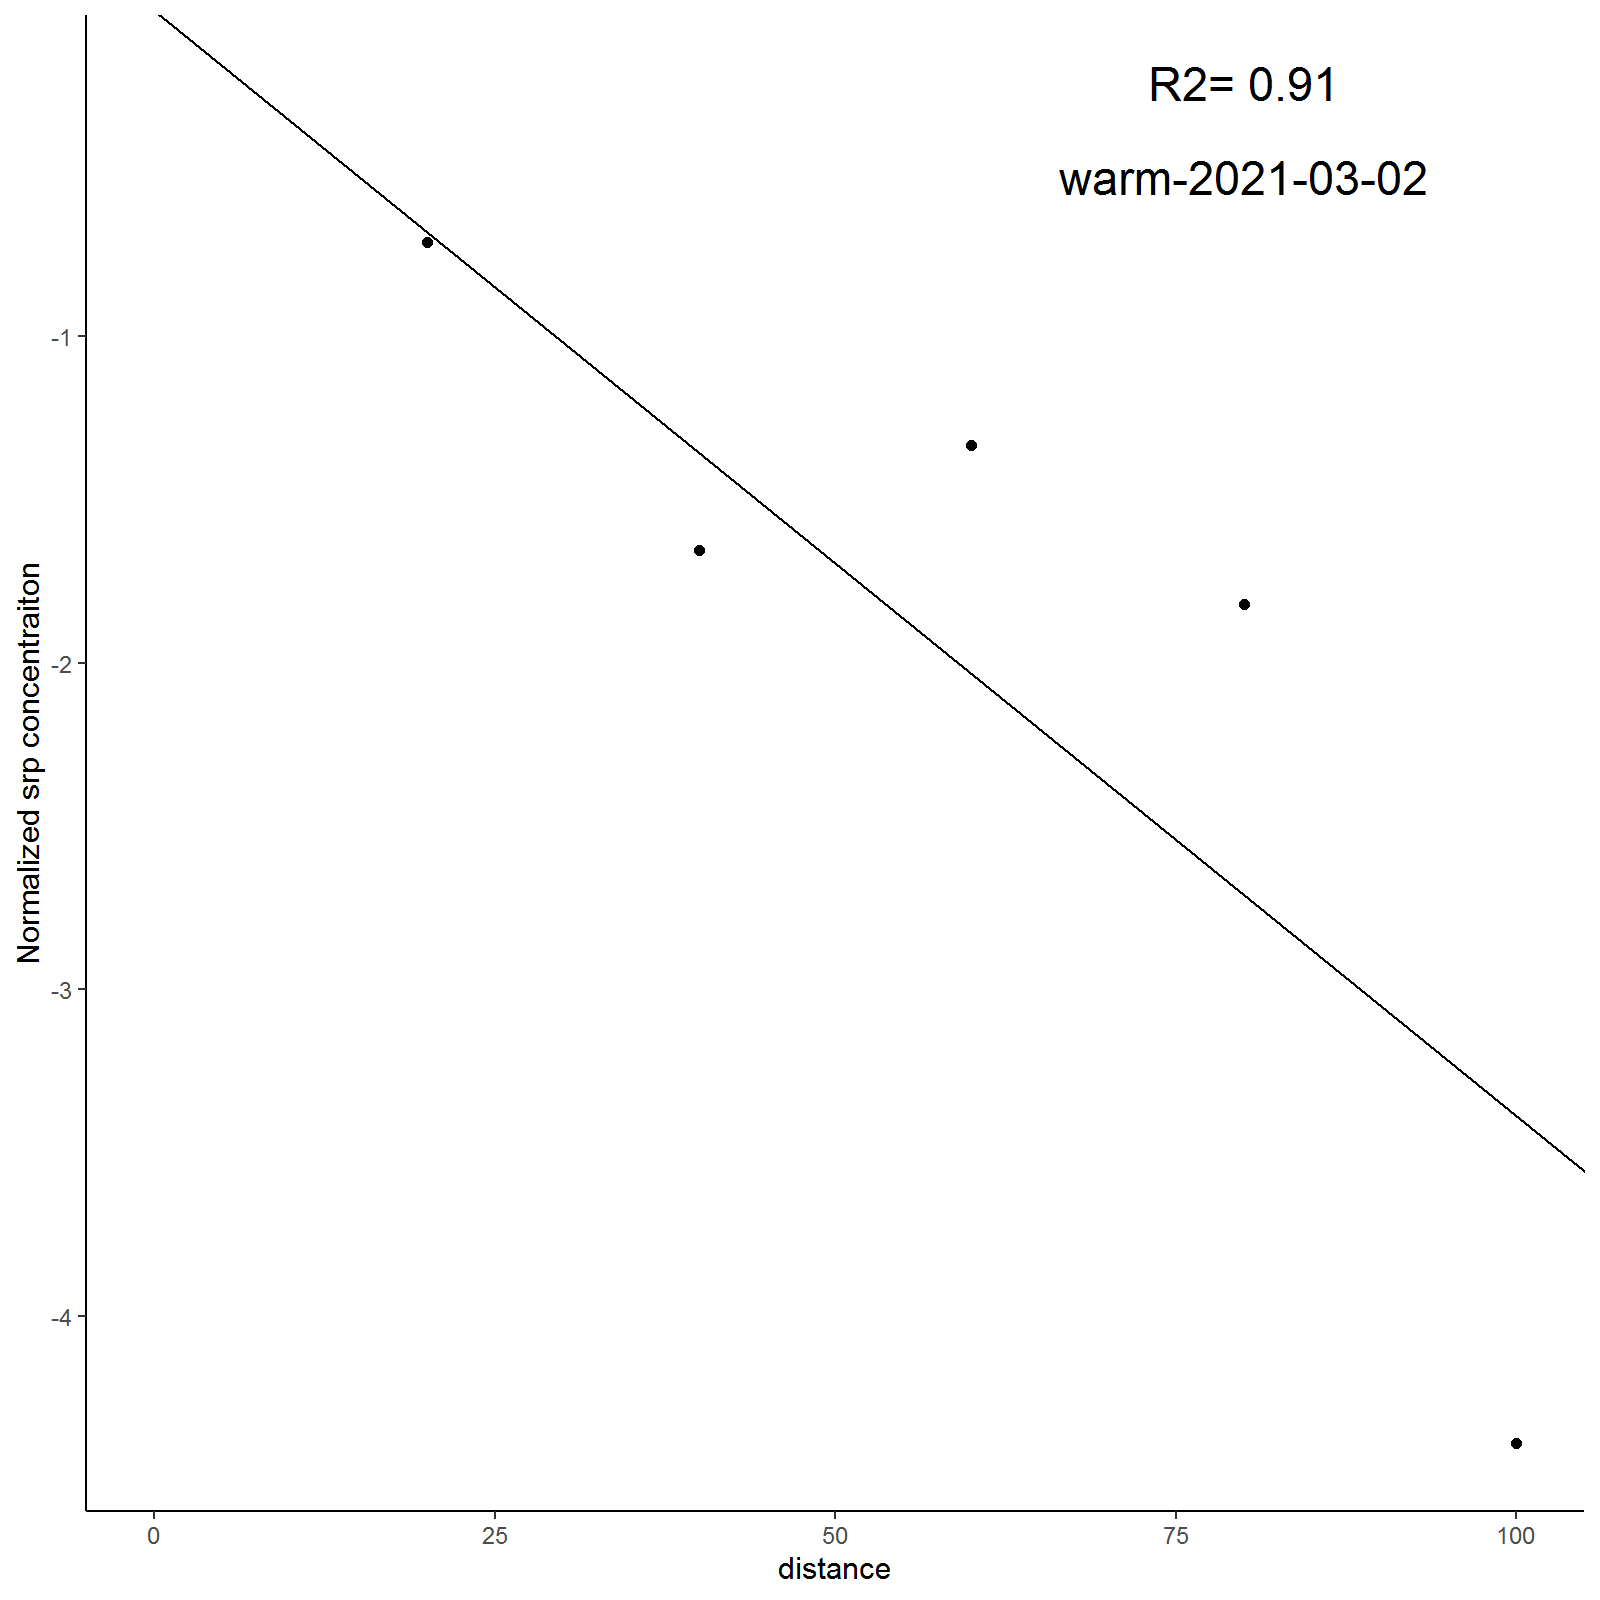 R2= 0.91
warm-2021-03-02
Normalized srp concentraiton
-1
-2
-3
-4
0 25 50 75 100
distance